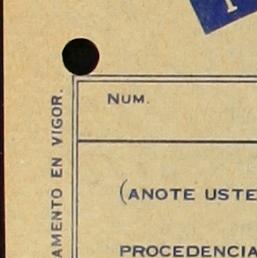 Num.
(ANOTE USTE
PROCEDENCIA
AMENTO EN VIGOR.